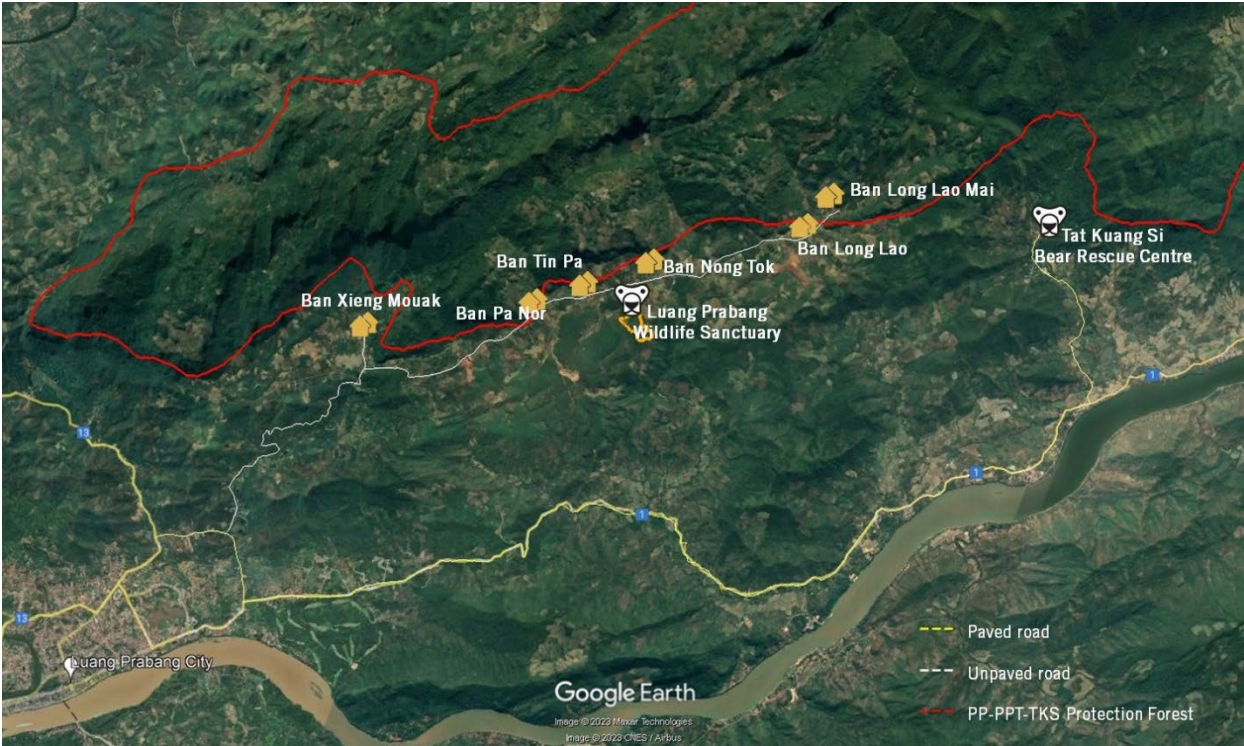 Ban Long Lao Mai
Ban Long Lao
Tat Kuang Si
Bear Rescue Centre
Ban Tin Pa
Ban Nong Tok
Ban Xieng Mouak
Ban Pa Nor
Luang Prabang
Wildlife Sanctuary
1
13
1
1
13
Luang Prabang City
Paved road
Unpaved road
PP-PPT-TKS Protection Forest
Google Earth
Image © 2023 Maxar Technologies
Image © 2023 CNES / Airbus